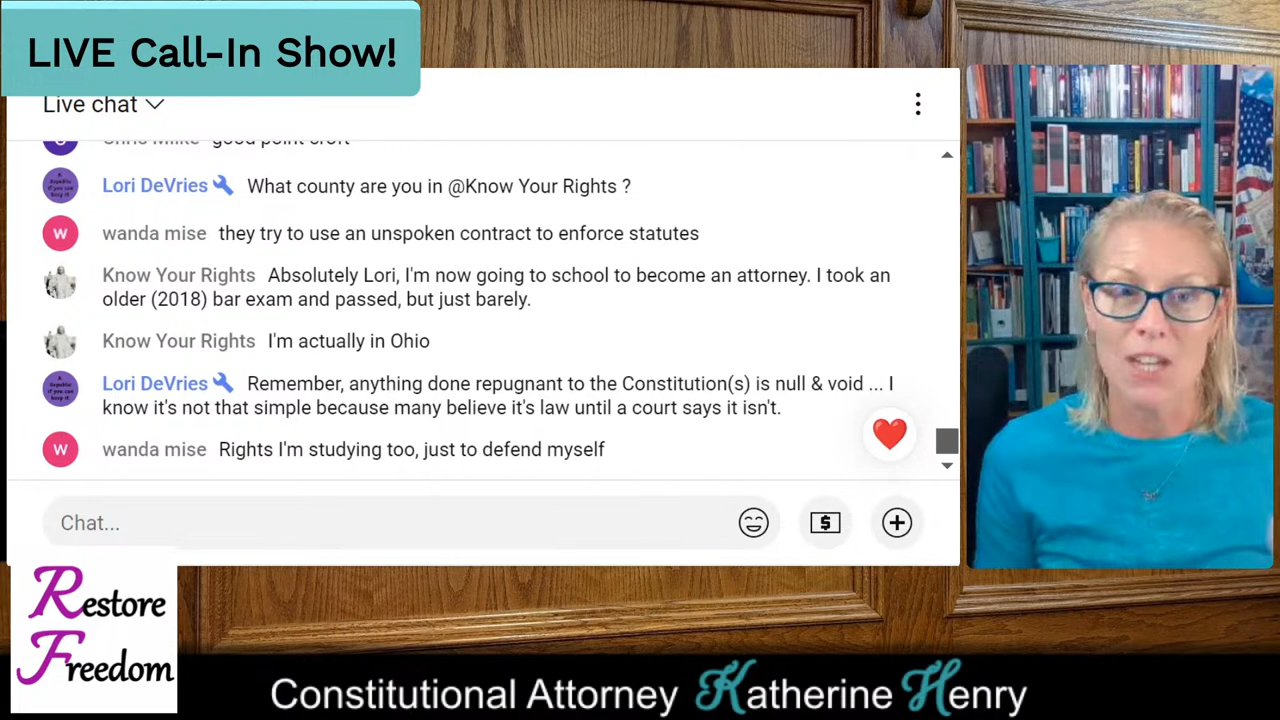 LIVE Call-In Show!
Live chat
good point croft
Lori DeVries What county are you in @Know Your Rights ?
W wanda mise they try to use an unspoken contract to enforce statutes
Know Your Rights Absolutely Lori, I'm now going to school to become an attorney. I took an
older (2018) bar exam and passed, but just barely.
Know Your Rights I'm actually in Ohio
Lori DeVries Remember, anything done repugnant to the Constitution(s) is null & void ... I
know it's not that simple because many believe it's law until a court says it isn't.
W wanda mise Rights I'm studying too, just to defend myself
Chat...
$
Restore
Freedom
Constitutional Attorney Katherine Henry